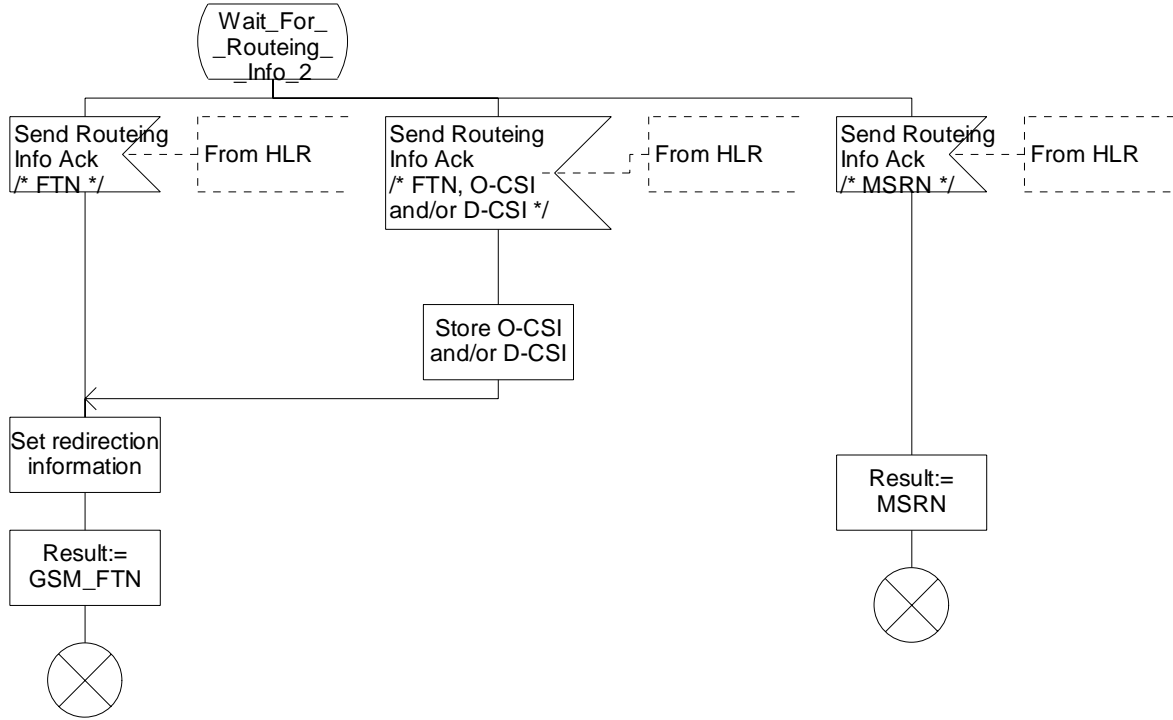 Wait_For_
_Routeing_
_Info_2
Send Routeing
Info Ack
/* FTN */
From HLR
Send Routeing
Info Ack
/* FTN, O-CSI
and/or D-CSI */
From HLR
Send Routeing
Info Ack
/* MSRN */
From HLR
Store O-CSI
and/or D-CSI
Set redirection
information
Result:=
MSRN
Result:=
GSM_FTN